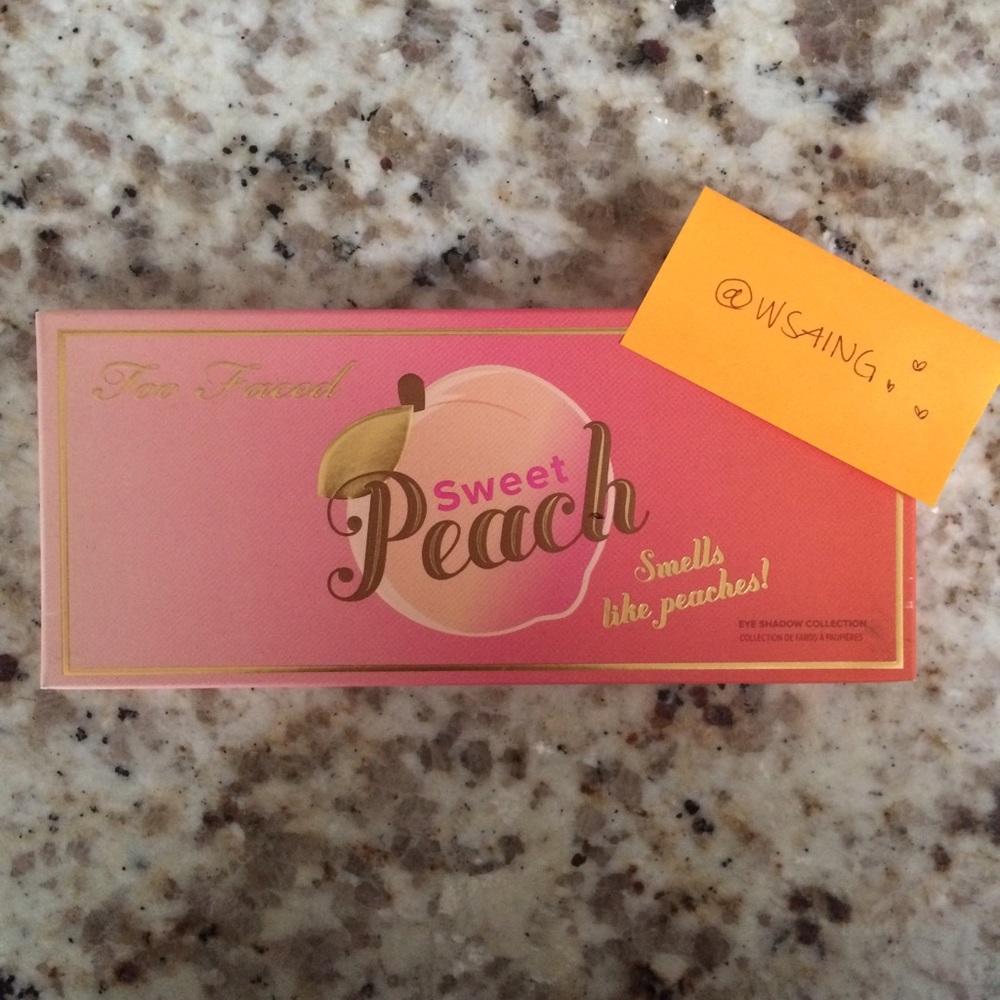 Too Faced
Sweet
Peach
Smells
like peaches!
EYE SHADOW COLLECTION
COLLECTION DE FARDS À PAUPIÈRES
@WSAING